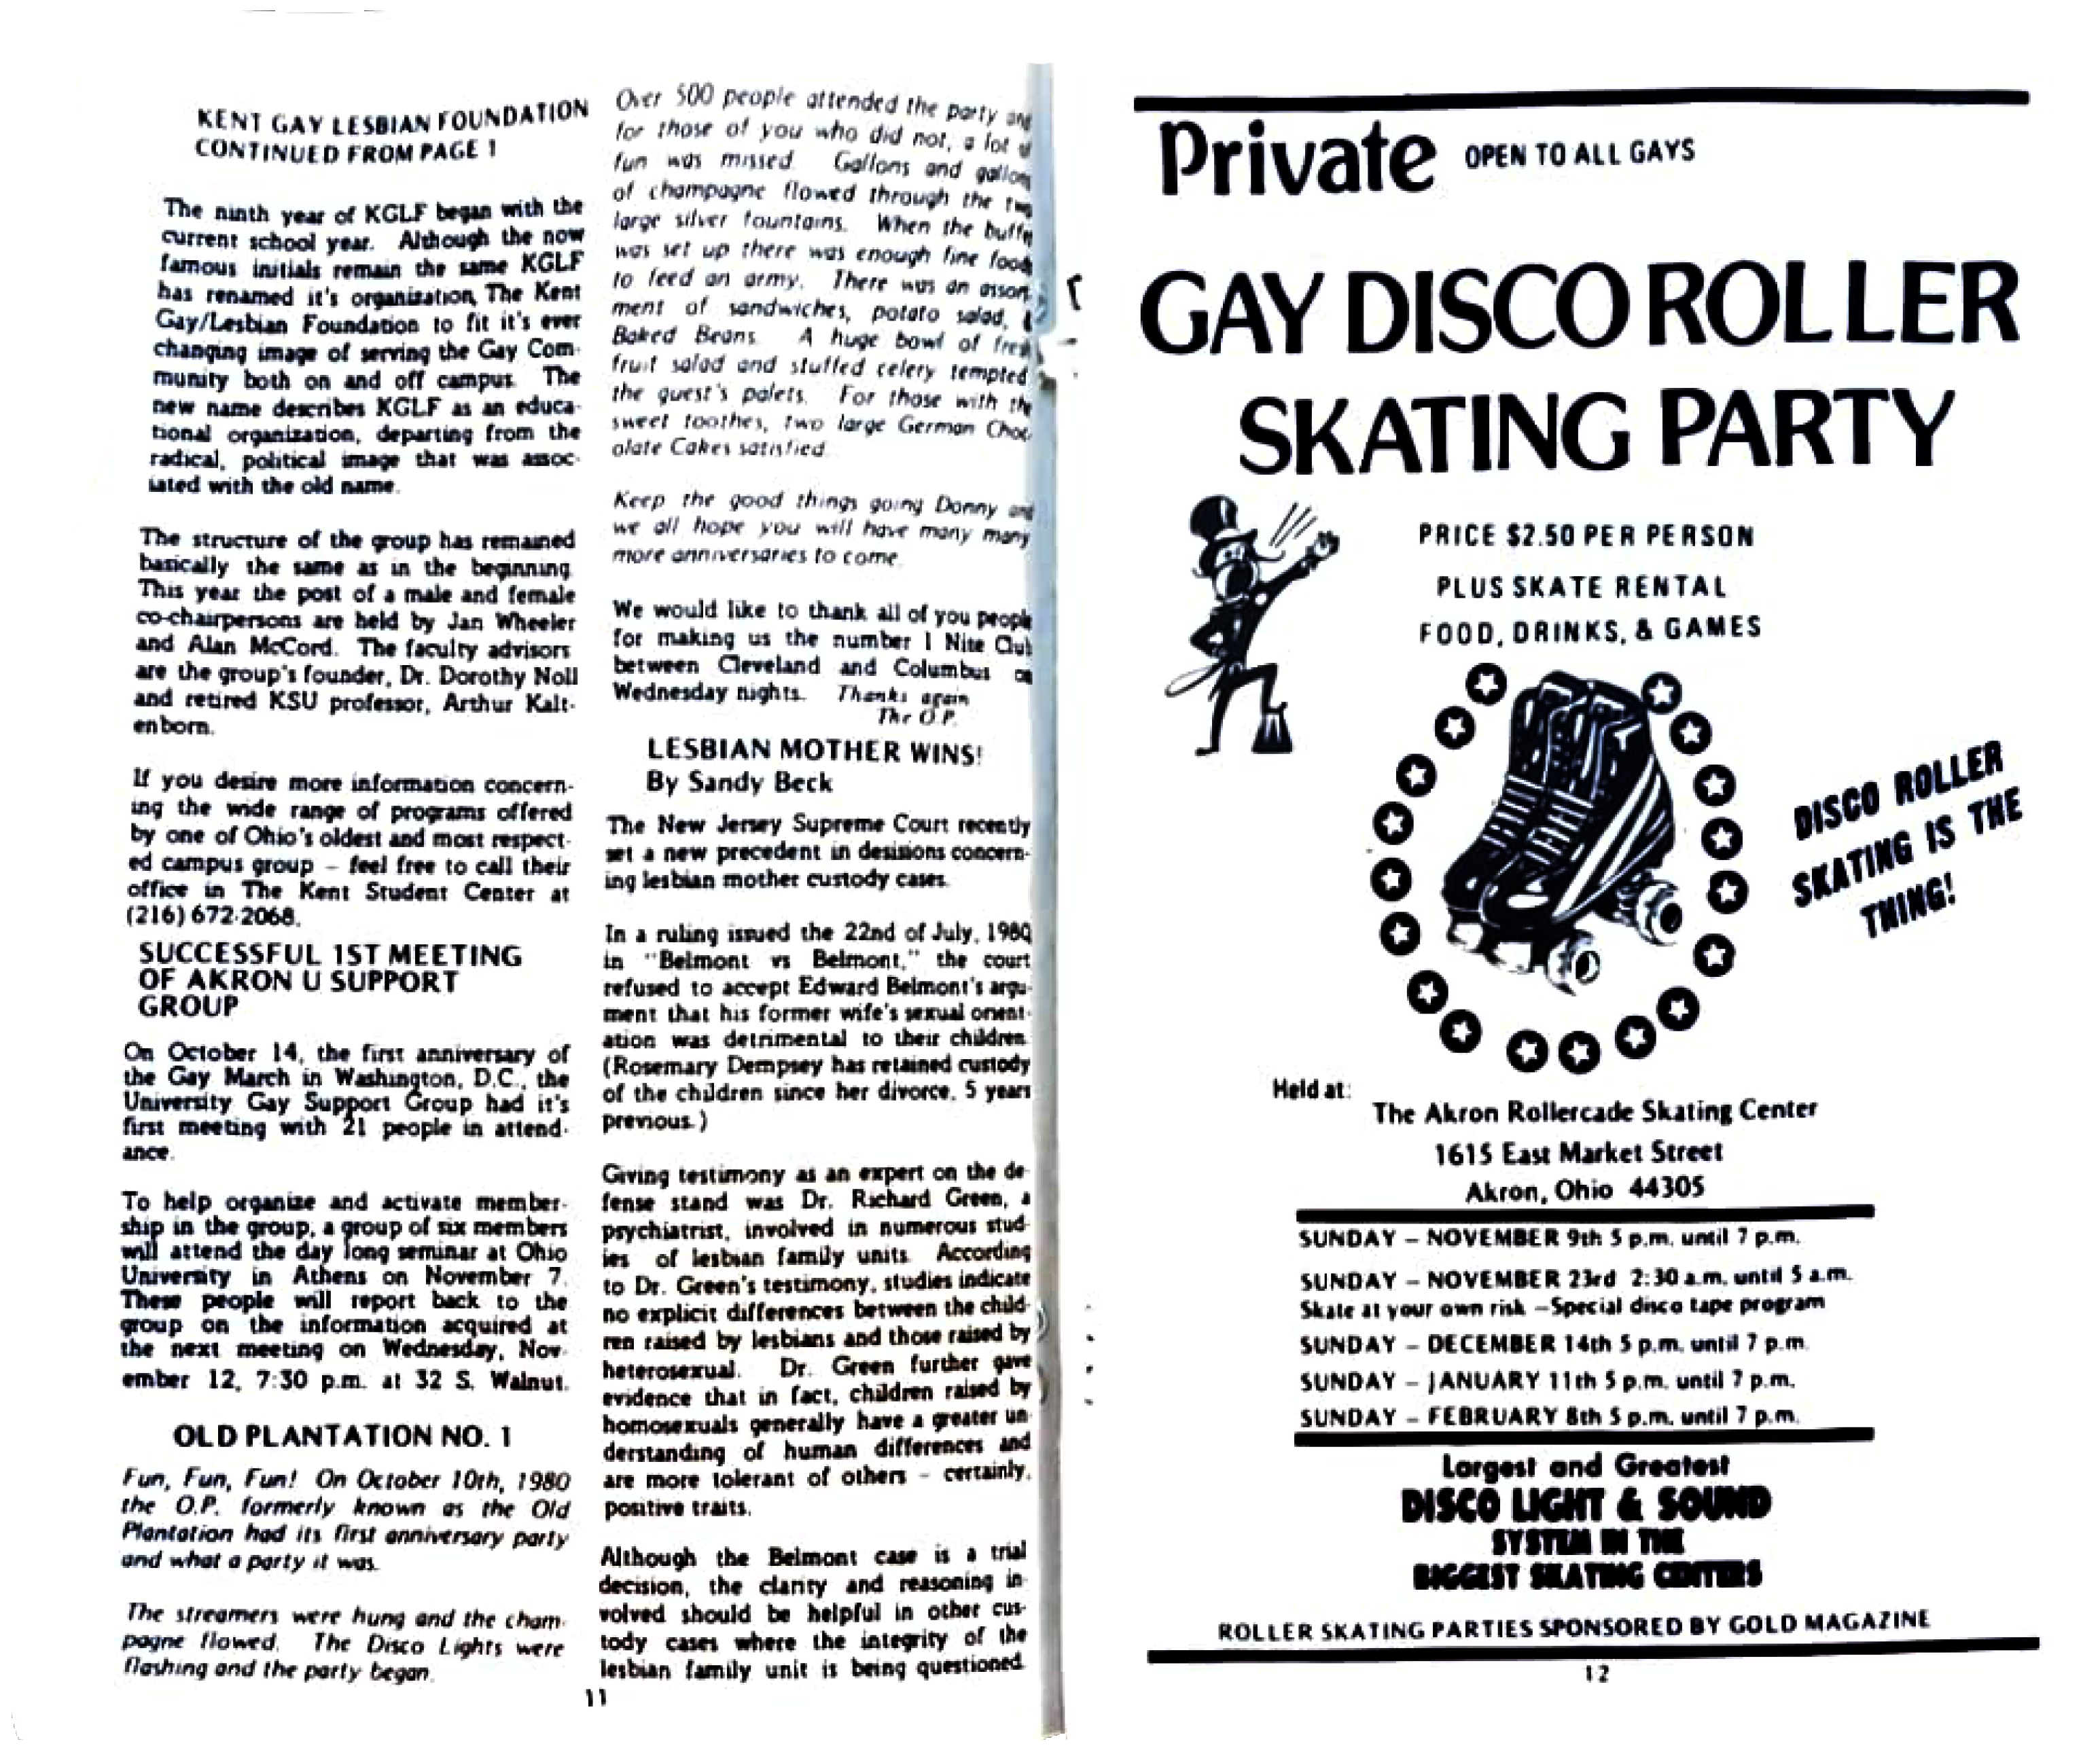 KENT GAY LESBIAN FOUNDATION
CONTINUED FROM PAGE 1
The ninth year of KGLF began with the
current school year. Although the now
famous initials remain the same KGLF
has renamed it's organization, The Kent
Gay/Lesbian Foundation to fit it's ever
changing image of serving the Gay Com-
munity both on and off campus. The
new name describes KGLF as an educa-
tional organization, departing from the
radical, political image that was assoc-
iated with the old name.
The structure of the group has remained
basically the same as in the beginning.
This year the post of a male and female
co-chairpersons are held by Jan Wheeler
and Alan McCord. The faculty advisors
are the group's founder, Dr. Dorothy Noll
and retired KSU professor, Arthur Kalt-
enborn.
If you desire more information concern-
ing the wide range of programs offered
by one of Ohio's oldest and most respect-
ed campus group – feel free to call their
office in The Kent Student Center at
(216) 672-2068.
SUCCESSFUL 1ST MEETING
OF AKRON U SUPPORT
GROUP
On October 14, the first anniversary of
the Gay March in Washington, D.C., the
University Gay Support Group had it's
first meeting with 21 people in attend-
ance.
To help organize and activate member-
ship in the group, a group of six members
will attend the day long seminar at Ohio
University in Athens on November 7.
These people will report back to the
group on the information acquired at
the next meeting on Wednesday, Nov-
ember 12, 7:30 p.m. at 32 S. Walnut.
OLD PLANTATION NO. 1
Fun, Fun, Fun! On October 10th, 1980
the O.P. formerly known as the Old
Plantation had its first anniversary party
and what a party it was.
The streamers were hung and the cham-
pagne flowed. The Disco Lights were
flashing and the party began.
Over 500 people attended the party and
for those of you who did not, a lot of
fun was missed. Gallons and gallons
of champagne flowed through the two
large silver fountains. When the buffet
was set up there was enough fine food
to feed an army. There was an assort-
ment of sandwiches, potato salad, &
Baked Beans. A huge bowl of fresh
fruit salad and stuffed celery tempted
the guest's palets. For those with the
sweet toothes, two large German Choc-
olate Cakes satisfied.
Keep the good things going Donny and
we all hope you will have many many
more anniversaries to come.
We would like to thank all of you people
for making us the number 1 Nite Club
between Cleveland and Columbus on
Wednesday nights. Thanks again
The O.P.
LESBIAN MOTHER WINS!
By Sandy Beck
The New Jersey Supreme Court recently
set a new precedent in desisions concern-
ing lesbian mother custody cases.
In a ruling issued the 22nd of July, 1980,
in "Belmont vs Belmont," the court
refused to accept Edward Belmont's argu-
ment that his former wife's sexual orient-
ation was detrimental to their children.
(Rosemary Dempsey has retained custody
of the children since her divorce, 5 years
previous.)
Giving testimony as an expert on the de-
fense stand was Dr. Richard Green, a
psychiatrist, involved in numerous stud-
ies of lesbian family units. According
to Dr. Green's testimony, studies indicate
no explicit differences between the child-
ren raised by lesbians and those raised by
heterosexual. Dr. Green further gave
evidence that in fact, children raised by
homosexuals generally have a greater un-
derstanding of human differences and
are more tolerant of others – certainly,
positive traits.
Although the Belmont case is a trial
decision, the clarity and reasoning in-
volved should be helpful in other cus-
tody cases where the integrity of the
lesbian family unit is being questioned.
11
Private OPEN TO ALL GAYS
GAY DISCO ROLLER
SKATING PARTY
PRICE $2.50 PER PERSON
PLUS SKATE RENTAL
FOOD, DRINKS, & GAMES
DISCO ROLLER
SKATING IS THE
THING!
Held at:
The Akron Rollercade Skating Center
1615 East Market Street
Akron, Ohio 44305
SUNDAY – NOVEMBER 9th 5 p.m. until 7 p.m.
SUNDAY – NOVEMBER 23rd 2:30 a.m. until 5 a.m.
Skate at your own risk –Special disco tape program
SUNDAY – DECEMBER 14th 5 p.m. until 7 p.m.
SUNDAY – JANUARY 11th 5 p.m. until 7 p.m.
SUNDAY – FEBRUARY 8th 5 p.m. until 7 p.m.
Largest and Greatest
DISCO LIGHT & SOUND
SYSTEM IN THE
BIGGEST SKATING CENTERS
ROLLER SKATING PARTIES SPONSORED BY GOLD MAGAZINE
12